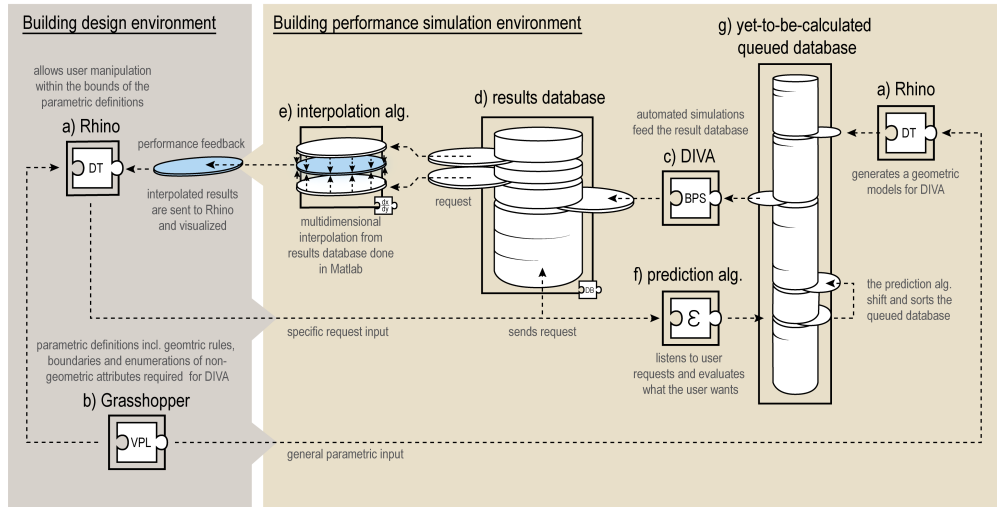 Building design environment
Building performance simulation environment
g) yet-to-be-calculated
queued database
allows user manipulation
within the bounds of the
parametric definitions
a) Rhino
DT
performance feedback
interpolated results
are sent to Rhino
and visualized
e) interpolation alg.
dx
dy
multidimensional
interpolation from
results database done
in Matlab
d) results database
request
DB
automated simulations
feed the result database
c) DIVA
BPS
a) Rhino
DT
generates a geometric
models for DIVA
f) prediction alg.
ε
listens to user
requests and evaluates
what the user wants
the prediction alg.
shift and sorts the
queued database
specific request input
sends request
parametric definitions incl. geomtric rules,
boundaries and enumerations of non-
geometric attributes required for DIVA
b) Grasshopper
VPL
general parametric input